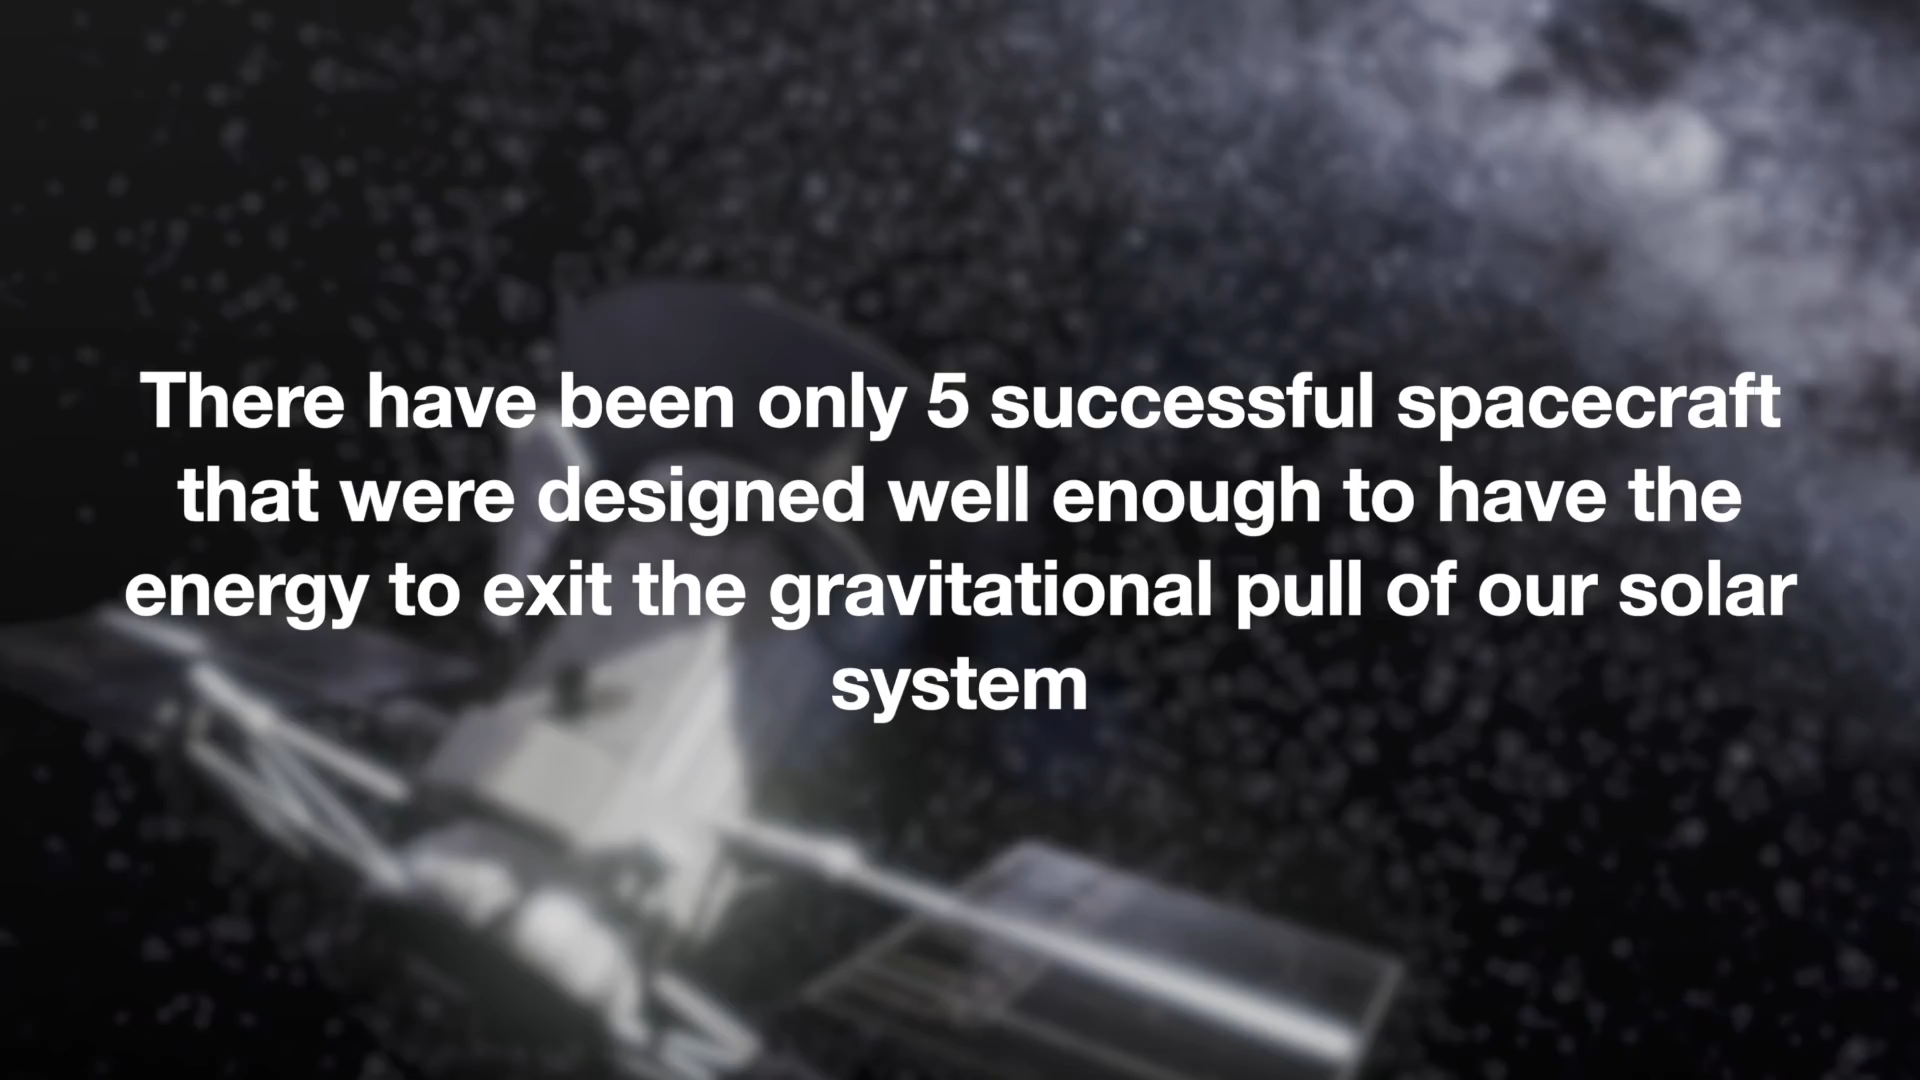 There have been only 5 successful spacecraft
that were designed well enough to have the
energy to exit the gravitational pull of our solar
system